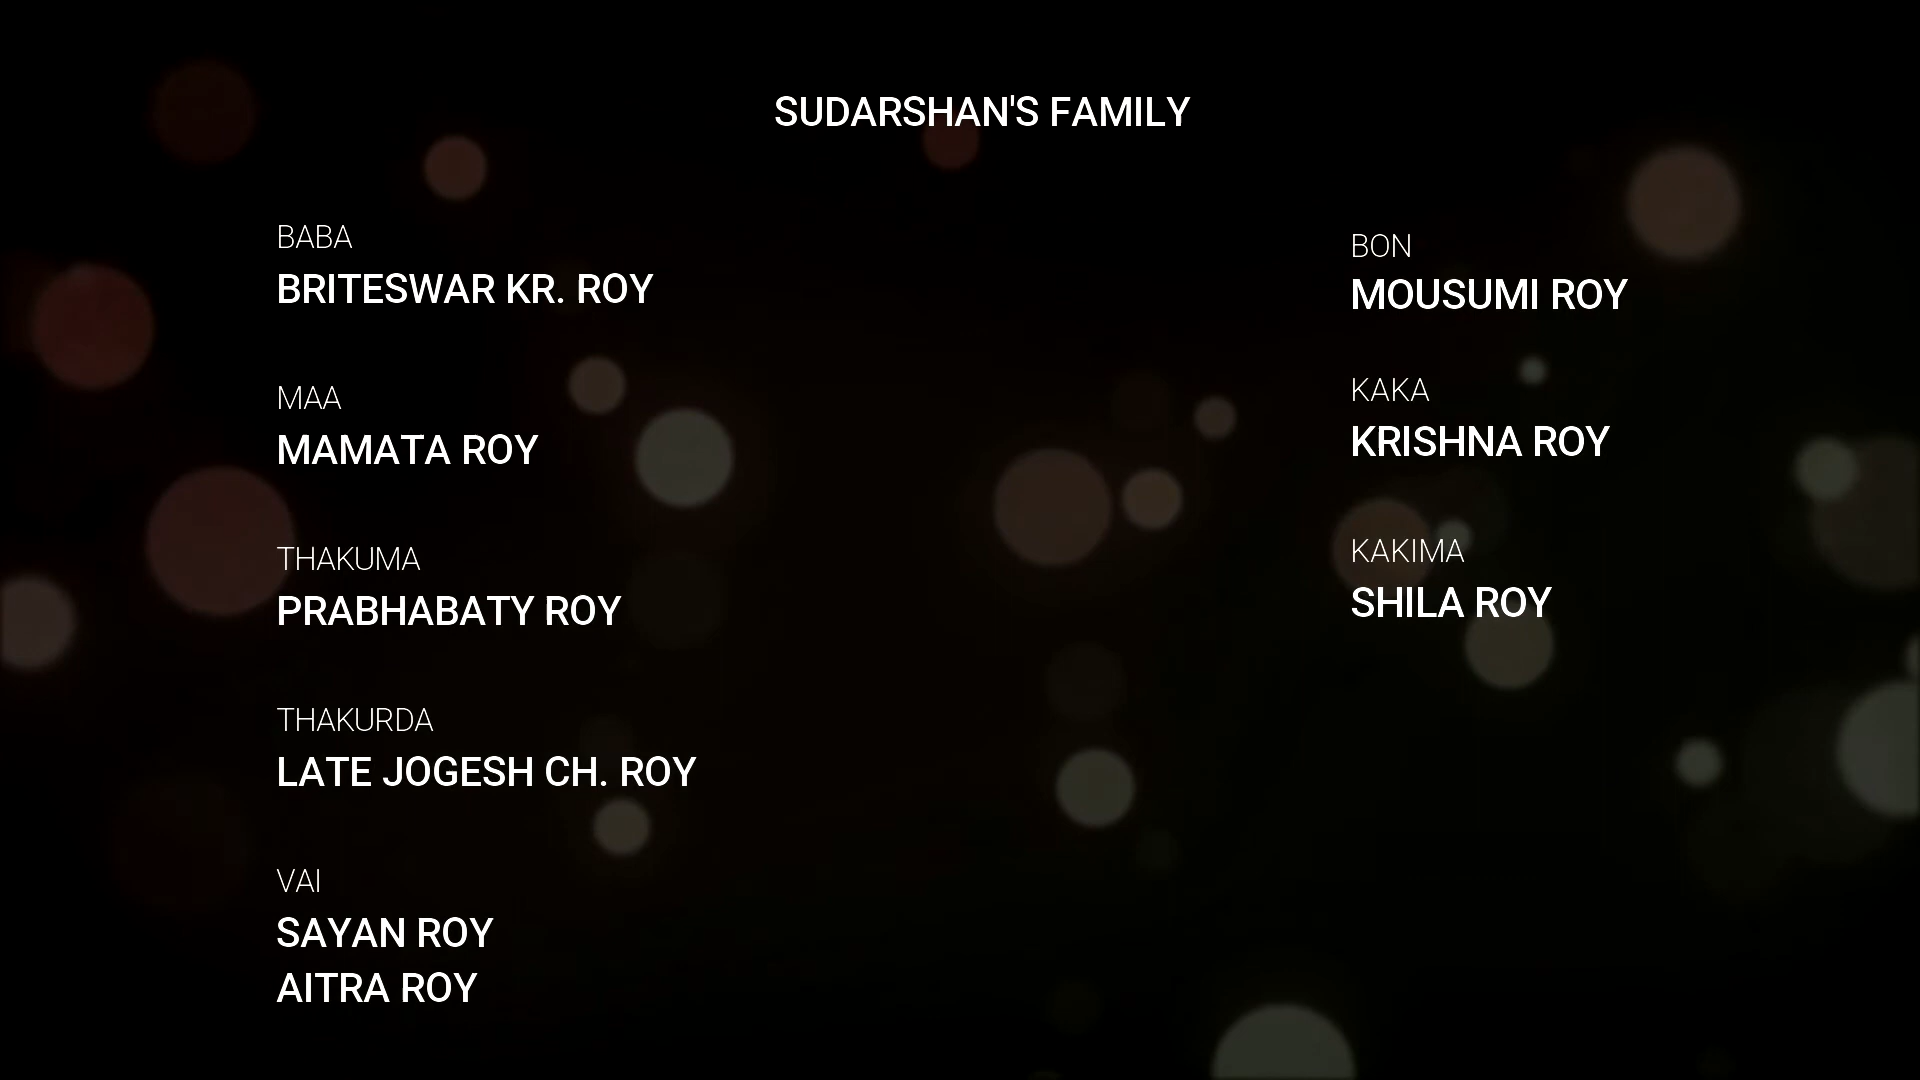 SUDARSHAN'S FAMILY
BABA
BRITESWAR KR. ROY
MAA
MAMATA ROY
THAKUMA
PRABHABATY ROY
THAKURDA
LATE JOGESH CH. ROY
VAI
SAYAN ROY
AITRA ROY
BON
MOUSUMI ROY
KAKA
KRISHNA ROY
KAKIMA
SHILA ROY